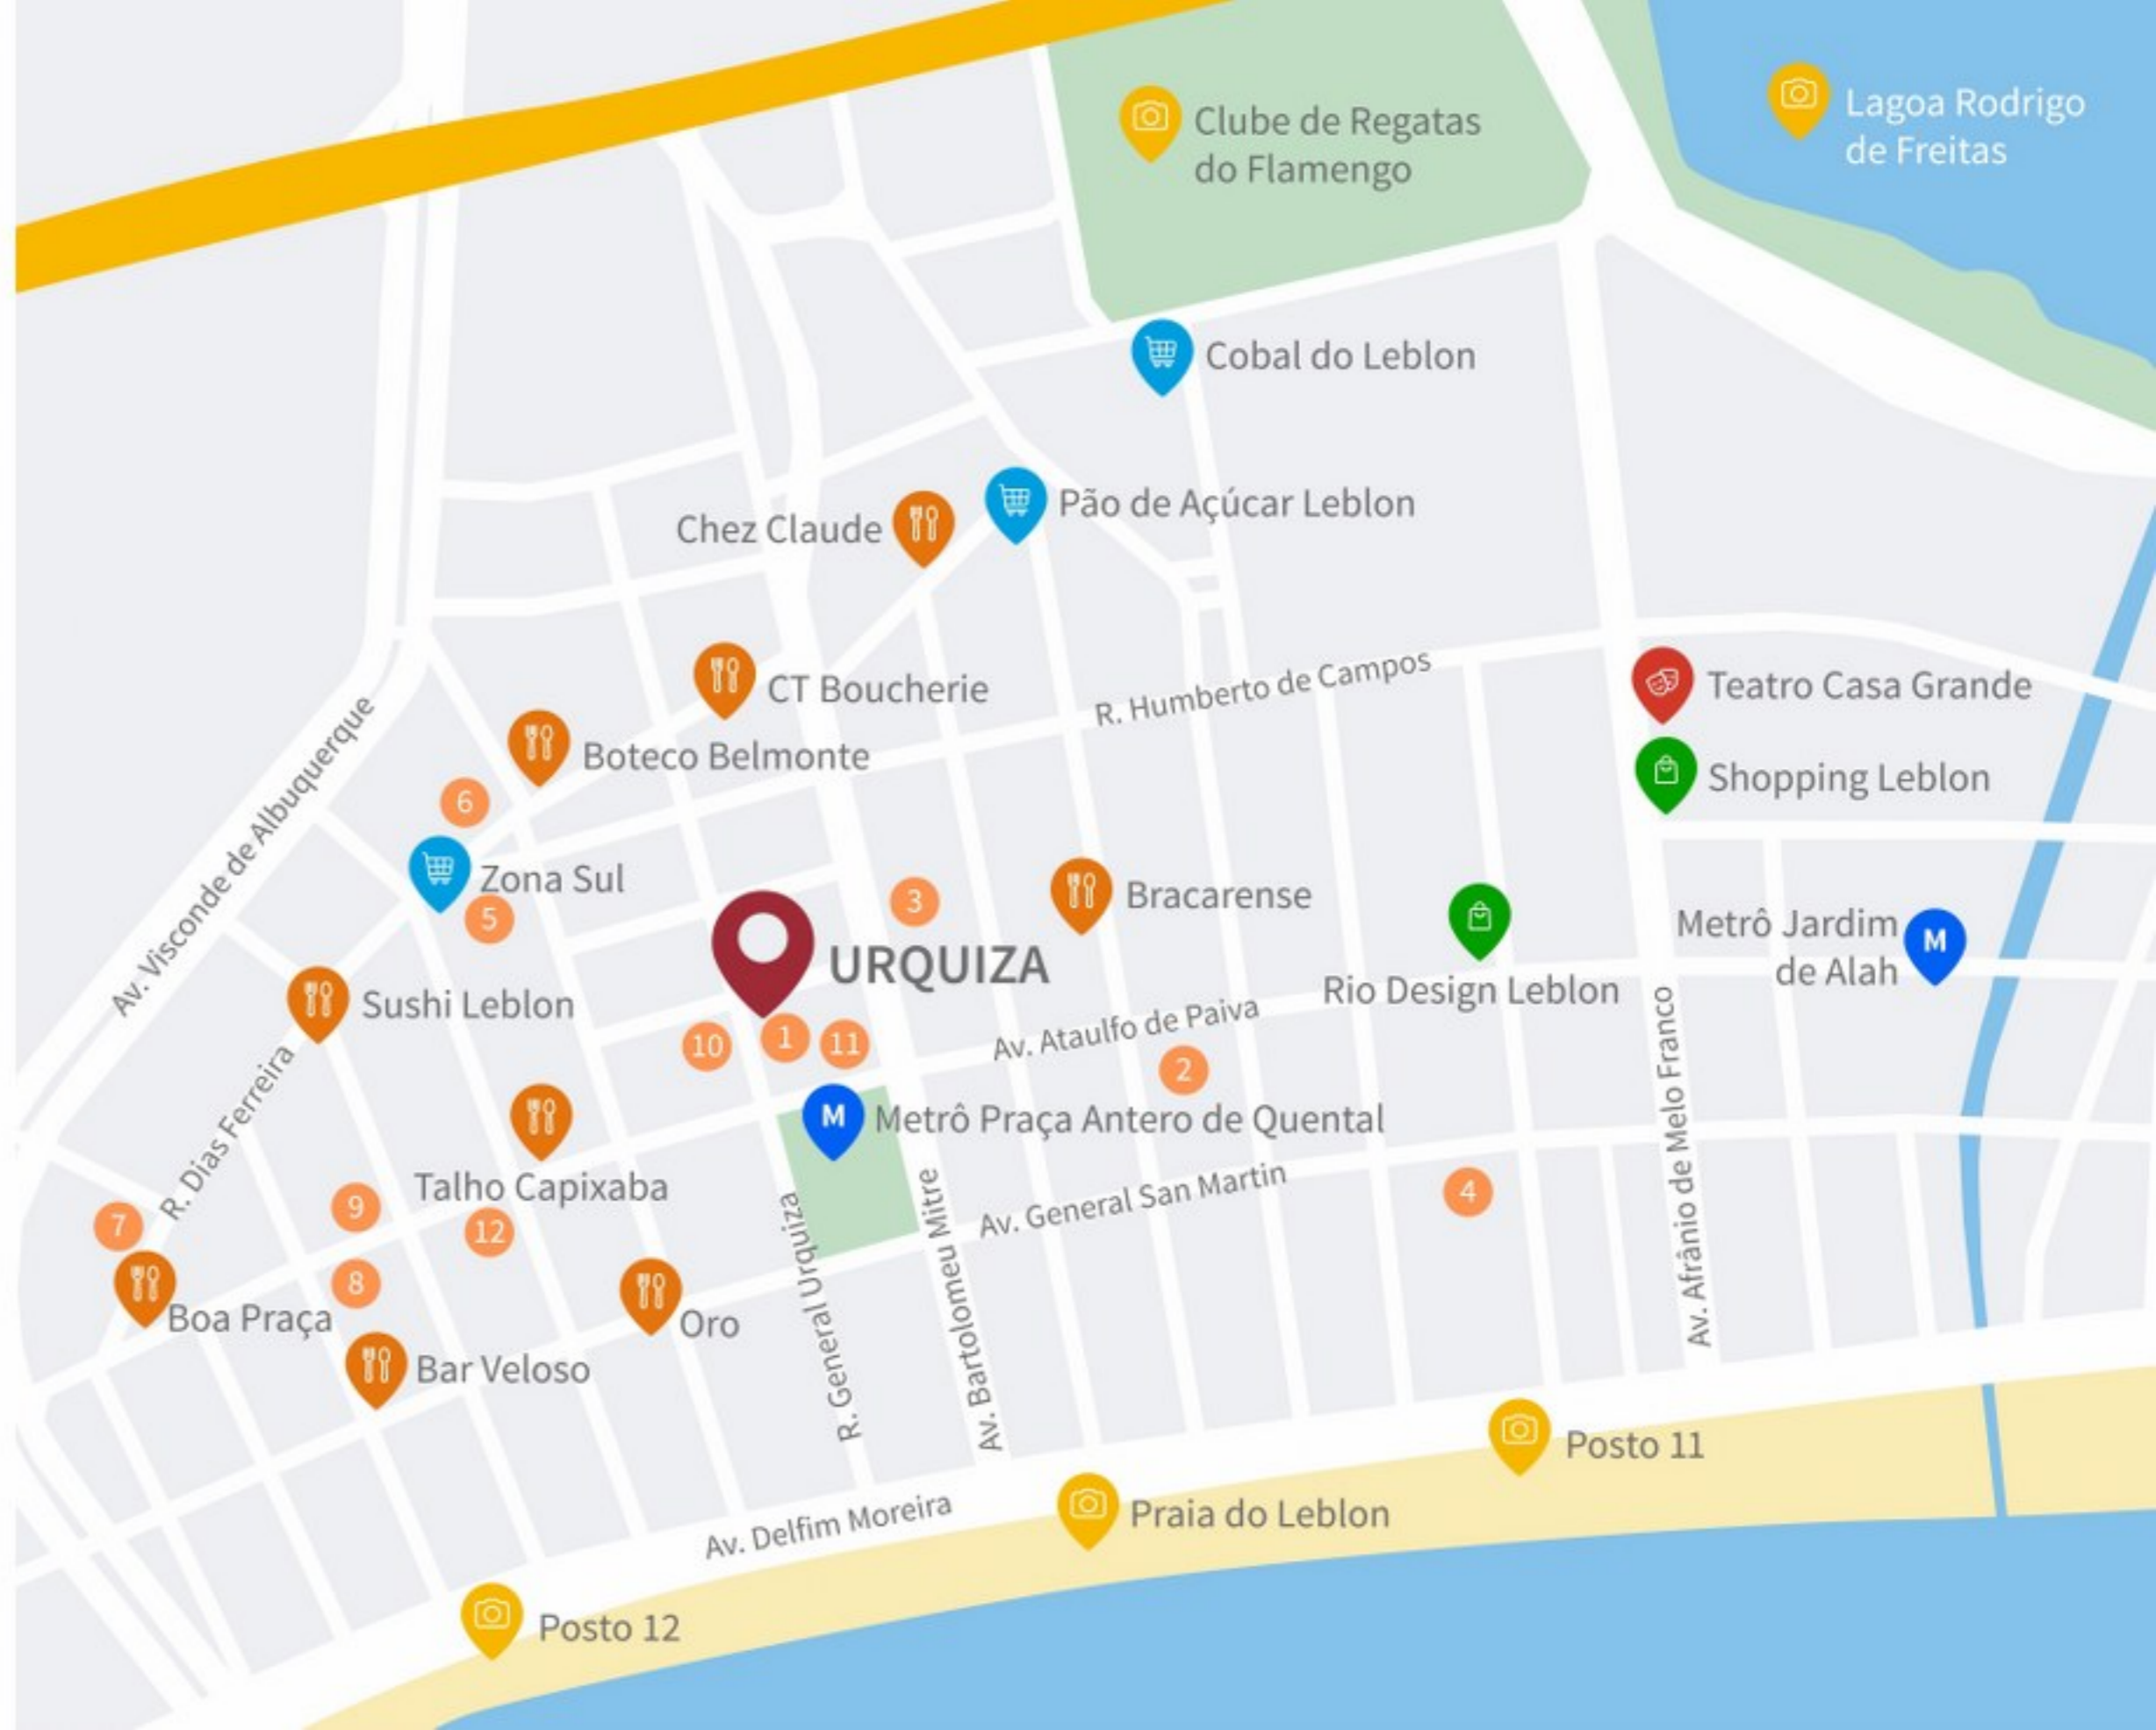 Clube de Regatas
do Flamengo
Lagoa Rodrigo
de Freitas
Cobal do Leblon
Chez Claude
Pão de Açúcar Leblon
CT Boucherie
R. Humberto de Campos
Teatro Casa Grande
Boteco Belmonte
Shopping Leblon
6
Av. Visconde de Albuquerque
Zona Sul
5
3
Bracarense
URQUIZA
Rio Design Leblon
Metrô Jardim
de Alah
M
Sushi Leblon
10
1
11
Av. Ataulfo de Paiva
2
M
Metrô Praça Antero de Quental
R. Dias Ferreira
Talho Capixaba
9
12
7
8
Av. General San Martin
4
Av. Afrânio de Melo Franco
R. General Urquiza
Av. Bartolomeu Mitre
Boa Praça
Oro
Bar Veloso
Posto 11
Av. Delfim Moreira
Praia do Leblon
Posto 12